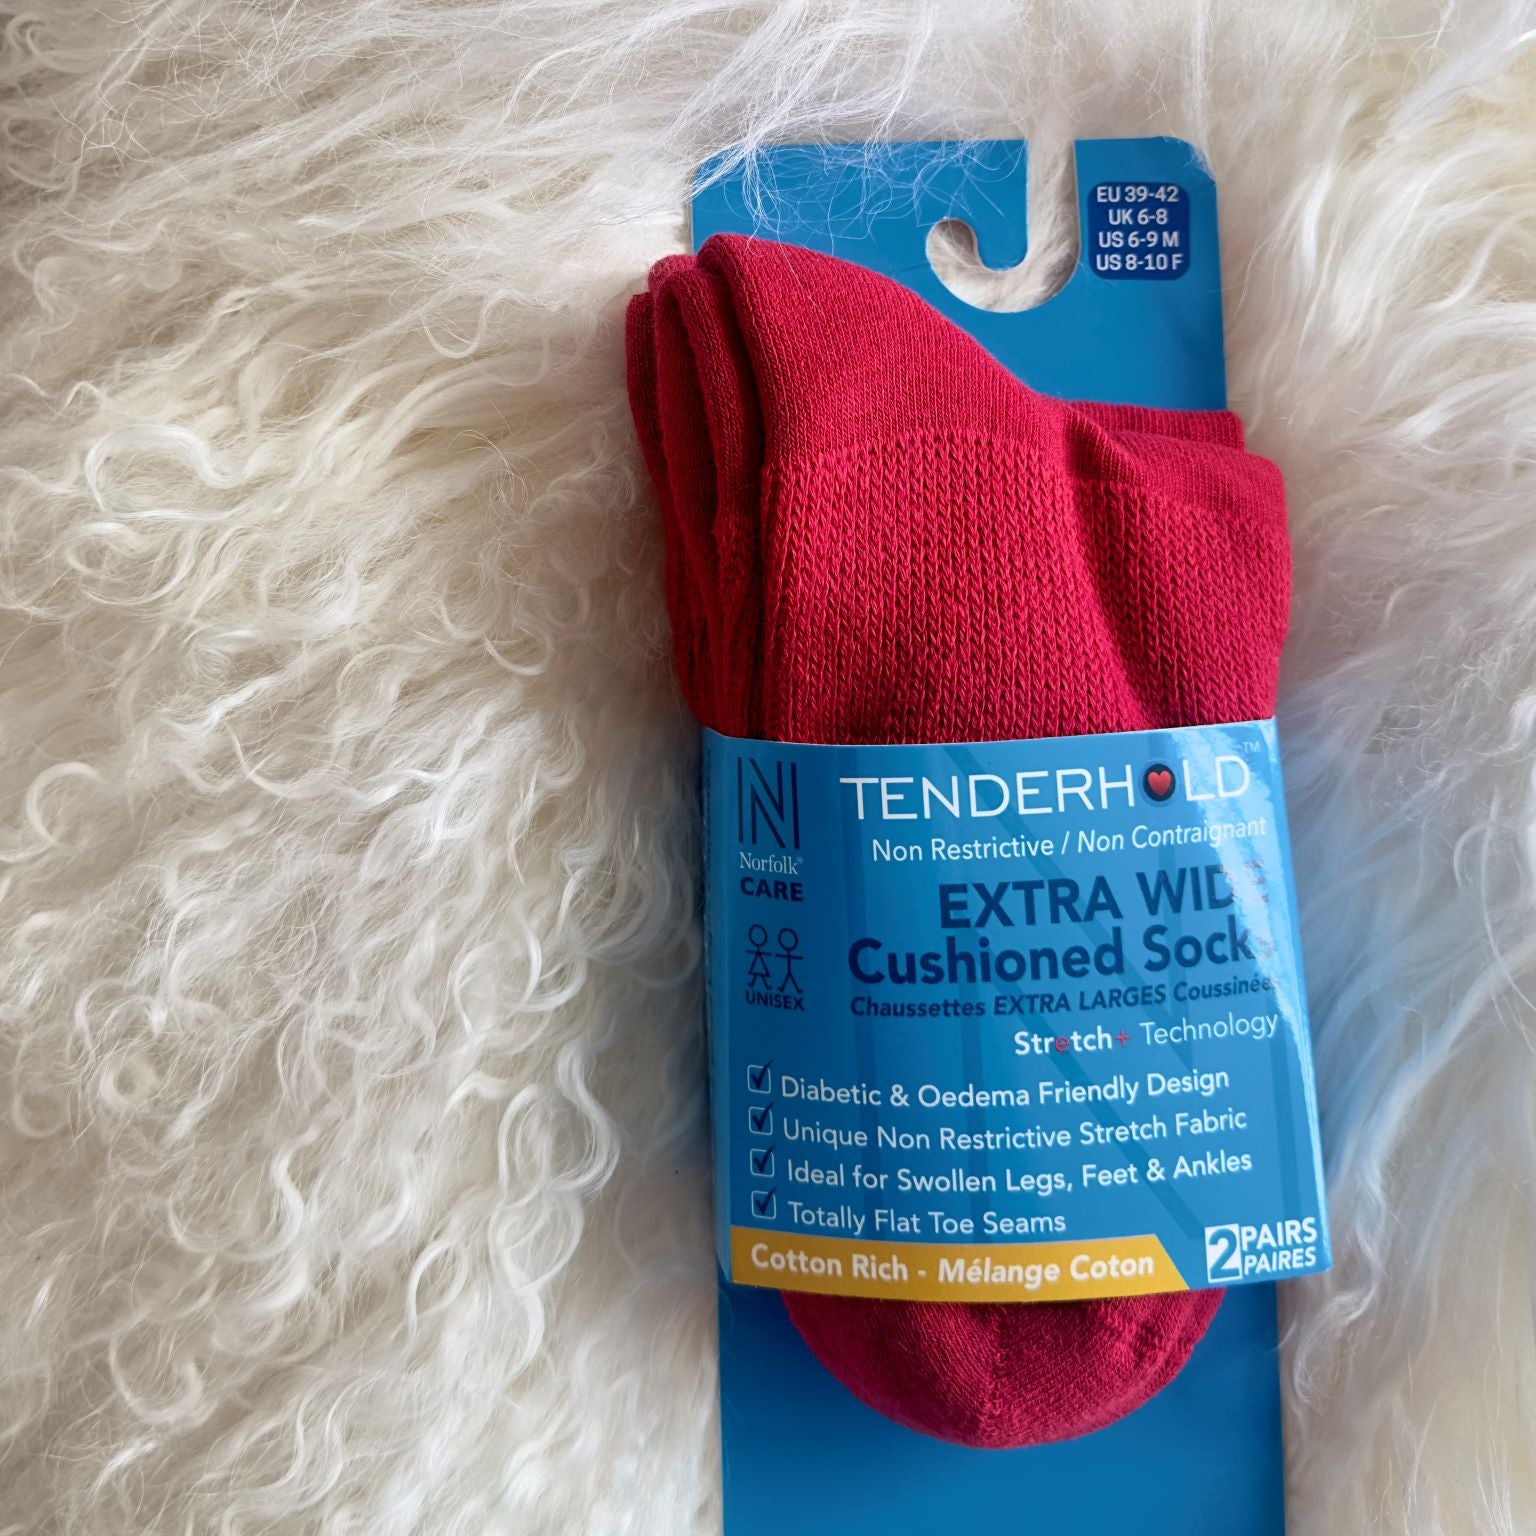 EU 39-42
UK 6-8
US 6-9 M
US 8-10 F
TENDERHOLD™
Non Restrictive / Non Contraignant
N
Norfolk®
CARE
EXTRA WIDE
Cushioned Socks
Chaussettes EXTRA LARGES Coussinées
UNISEX
Stretch+ Technology
Diabetic & Oedema Friendly Design
Unique Non Restrictive Stretch Fabric
Ideal for Swollen Legs, Feet & Ankles
Totally Flat Toe Seams
Cotton Rich - Mélange Coton
2 PAIRS
PAIRES